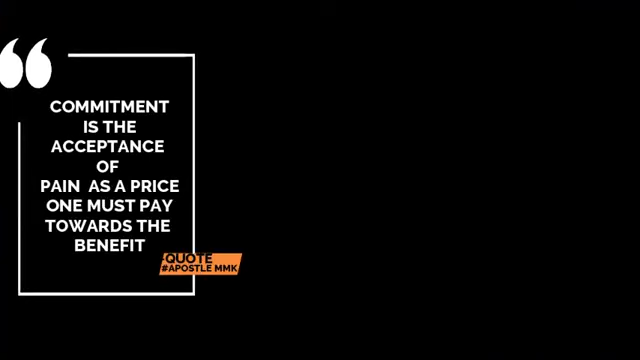 COMMITMENT
IS THE
ACCEPTANCE
OF
PAIN AS A PRICE
ONE MUST PAY
TOWARDS THE
BENEFIT
QUOTE
#APOSTLE MMK